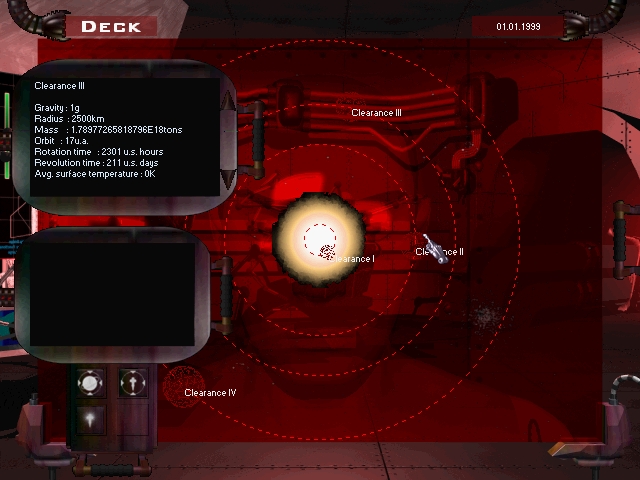 DECK
01.01.1999
Clearance III
Gravity : 1g
Radius : 2500km
Mass : 1.78977265818796E18tons
Orbit : 17u.a.
Rotation time : 2301 u.s. hours
Revolution time : 211 u.s. days
Avg. surface temperature : 0K
Clearance III
Clearance I
Clearance II
Clearance IV